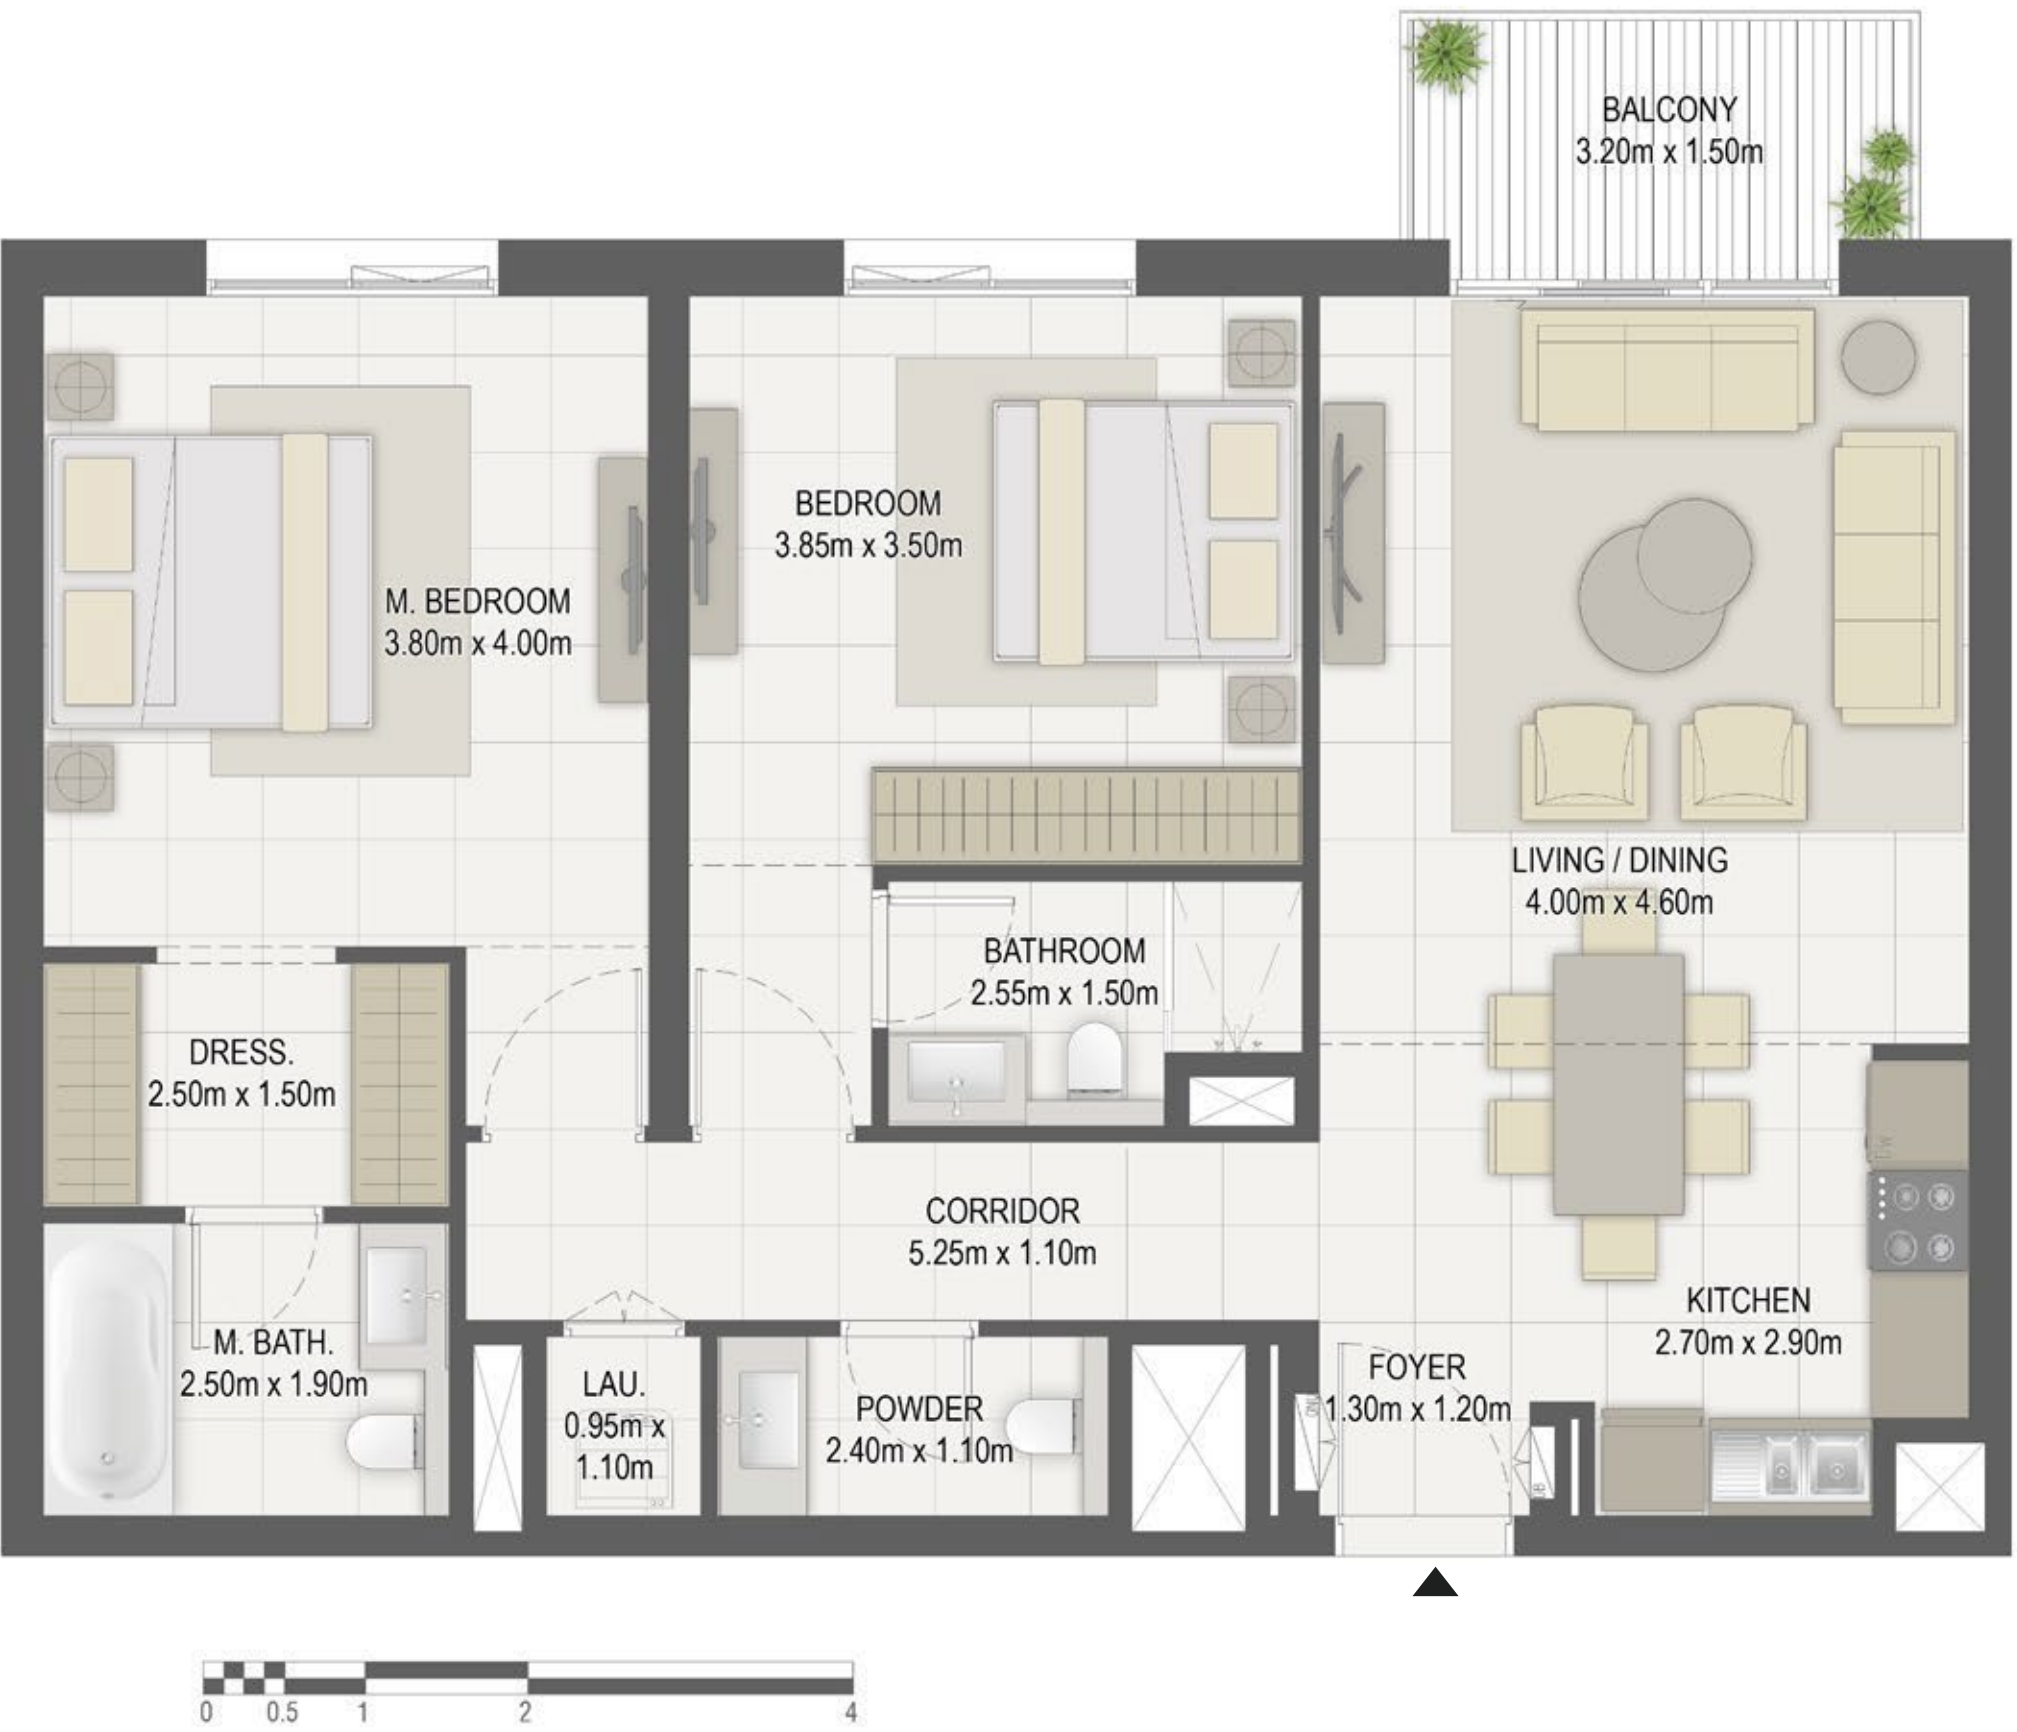 BALCONY
3.20m x 1.50m
BEDROOM
3.85m x 3.50m
M. BEDROOM
3.80m x 4.00m
LIVING / DINING
4.00m x 4.60m
BATHROOM
2.55m x 1.50m
DRESS.
2.50m x 1.50m
CORRIDOR
5.25m x 1.10m
KITCHEN
2.70m x 2.90m
M. BATH.
2.50m x 1.90m
LAU.
0.95m x
1.10m
POWDER
2.40m x 1.10m
FOYER
1.30m x 1.20m
0 0.5 1 2 4